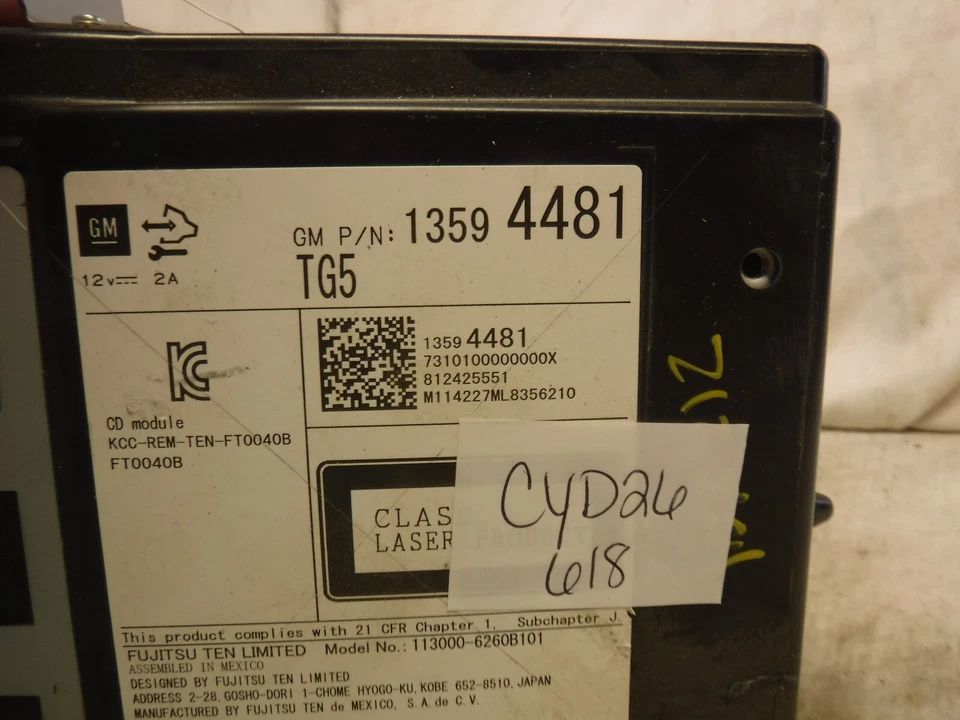 GM
GM P/N: 1359 4481
12V 2A
TG5
KC
1359 4481
7310100000000X
812425551
M114227ML8356210
CD module
KCC-REM-TEN-FT0040B
FT0040B
CLAS
LASER PRODUCT
CYD26
618
This product complies with 21 CFR Chapter 1. Subchapter J.
FUJITSU TEN LIMITED Model No.: 113000-6260B101
ASSEMBLED IN MEXICO
DESIGNED BY FUJITSU TEN LIMITED
ADDRESS 2-28, GOSHO-DORI 1-CHOME HYOGO-KU, KOBE 652-8510, JAPAN
MANUFACTURED BY FUJITSU TEN de MEXICO, S.A. de C.V.